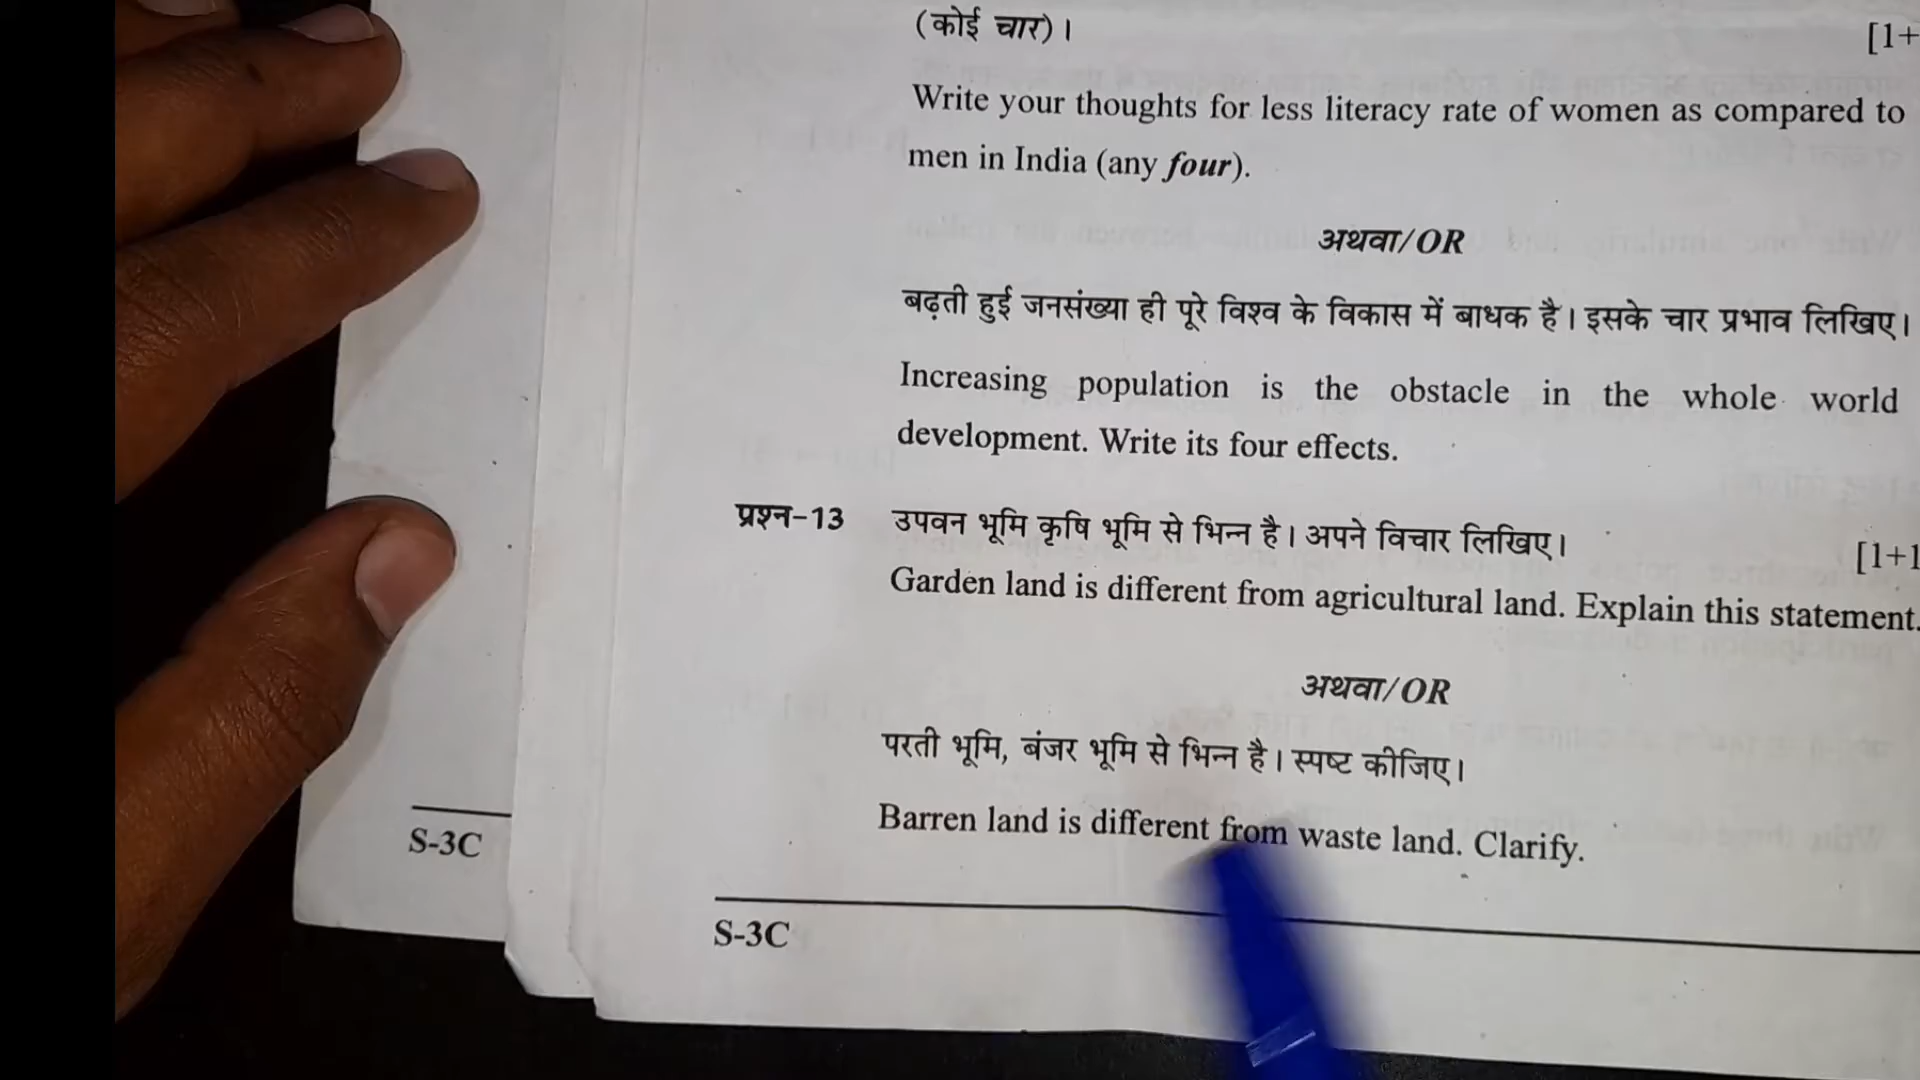 (कोई चार)।
[1+
Write your thoughts for less literacy rate of women as compared to
men in India (any four).
अथवा/OR
बढ़ती हुई जनसंख्या ही पूरे विश्व के विकास में बाधक है। इसके चार प्रभाव लिखिए।
Increasing population is the obstacle in the whole world
development. Write its four effects.
प्रश्न-13 उपवन भूमि कृषि भूमि से भिन्न है। अपने विचार लिखिए।
[1+1
Garden land is different from agricultural land. Explain this statement.
अथवा/OR
परती भूमि, बंजर भूमि से भिन्न है। स्पष्ट कीजिए।
Barren land is different from waste land. Clarify.
S-3C
S-3C